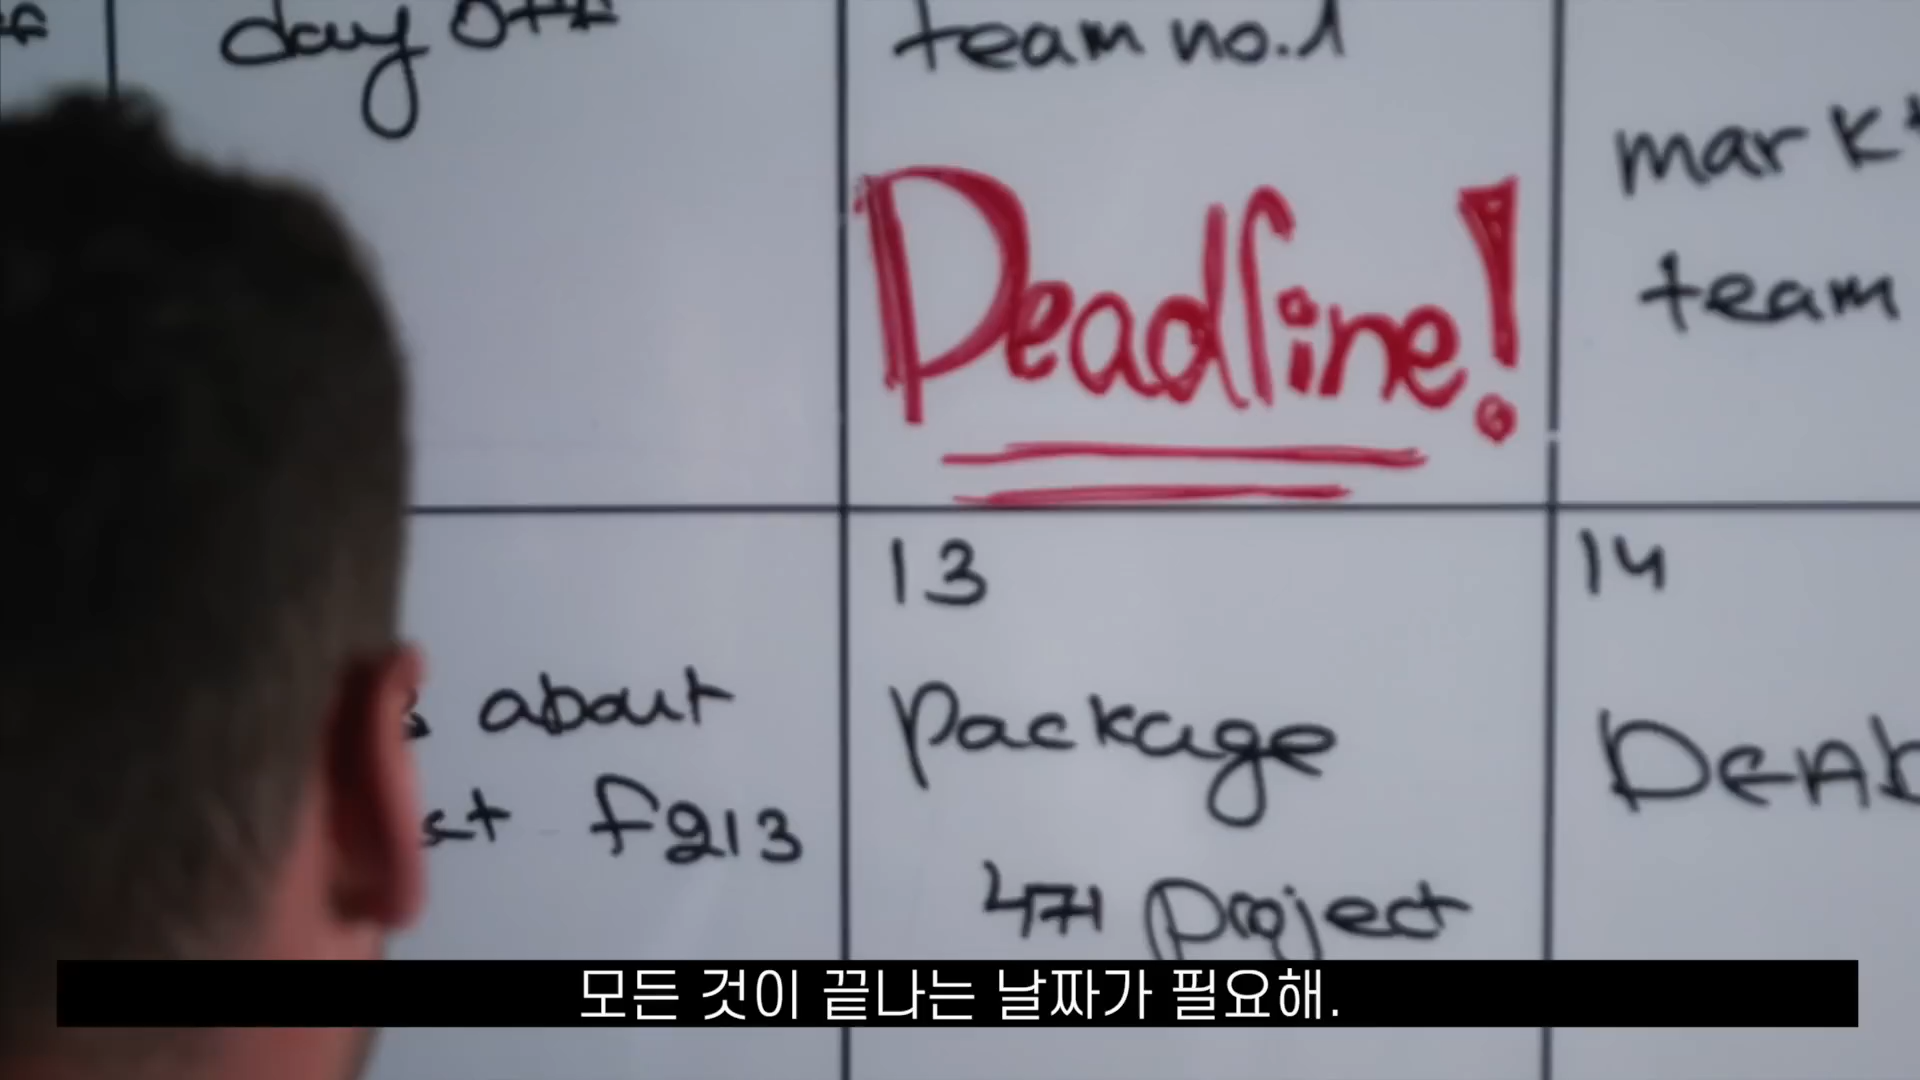 day off
team no.1
Deadline!
mark
team
13
14
about
f213
package
471 project
모든 것이 끝나는 날짜가 필요해.